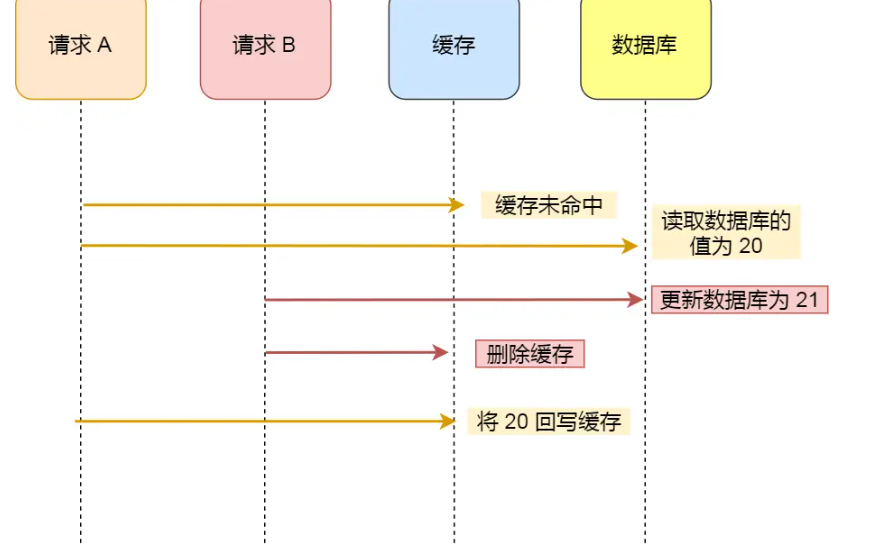 请求 A
请求 B
缓存
数据库
缓存未命中
读取数据库的
值为 20
更新数据库为 21
删除缓存
将 20 回写缓存